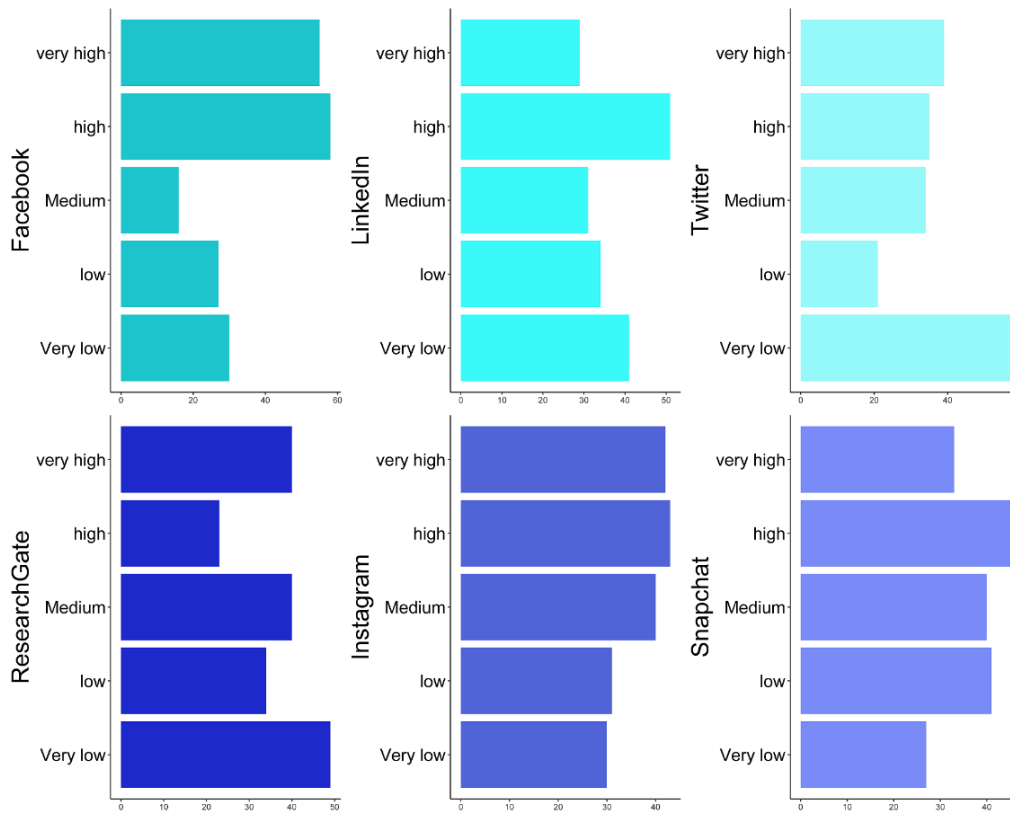 Facebook
very high
high
Medium
low
Very low
0 20 40 60
LinkedIn
very high
high
Medium
low
Very low
0 10 20 30 40 50
Twitter
very high
high
Medium
low
Very low
0 20 40
ResearchGate
very high
high
Medium
low
Very low
0 10 20 30 40 50
Instagram
very high
high
Medium
low
Very low
0 10 20 30 40
Snapchat
very high
high
Medium
low
Very low
0 10 20 30 40